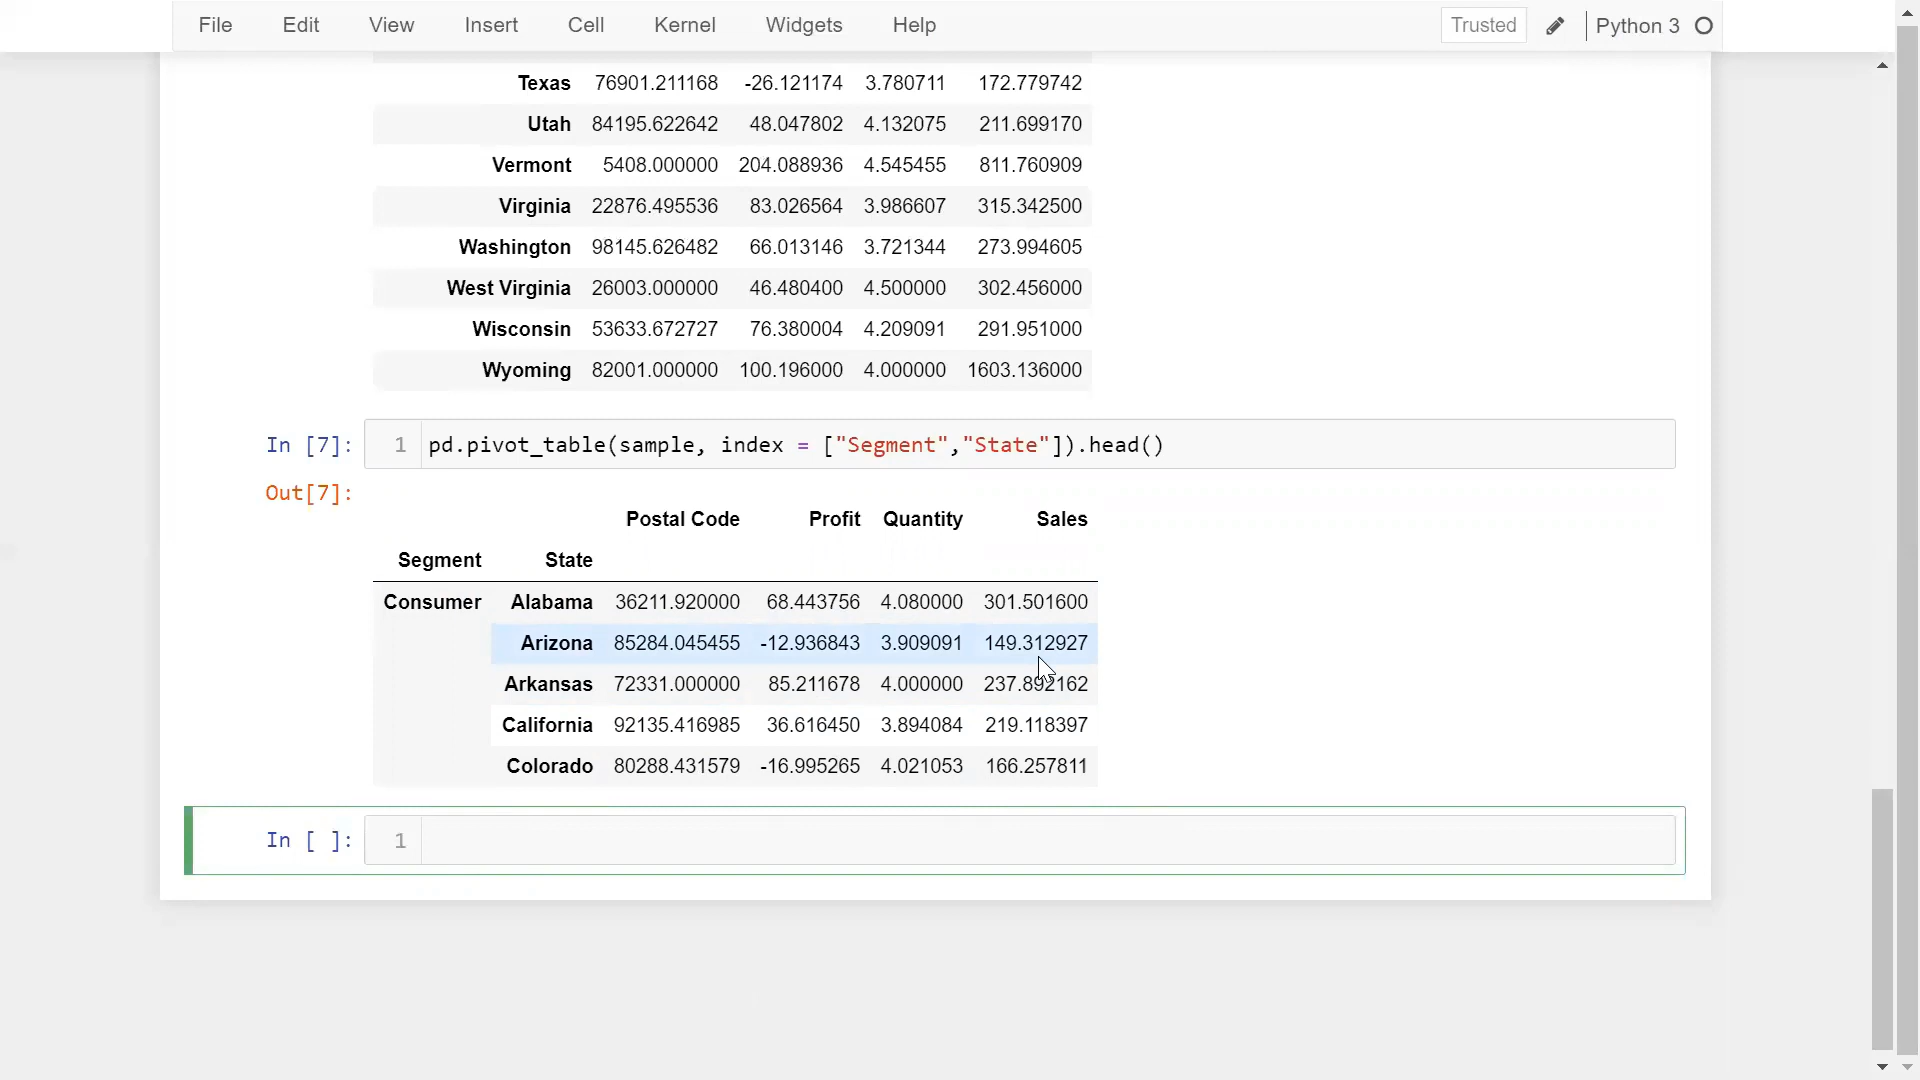 File Edit View Insert Cell Kernel Widgets Help Trusted Python 3
Texas 76901.211168 -26.121174 3.780711 172.779742
Utah 84195.622642 48.047802 4.132075 211.699170
Vermont 5408.000000 204.088936 4.545455 811.760909
Virginia 22876.495536 83.026564 3.986607 315.342500
Washington 98145.626482 66.013146 3.721344 273.994605
West Virginia 26003.000000 46.480400 4.500000 302.456000
Wisconsin 53633.672727 76.380004 4.209091 291.951000
Wyoming 82001.000000 100.196000 4.000000 1603.136000
In [7]: 1 pd.pivot_table(sample, index = ["Segment","State"]).head()
Out[7]:
Postal Code Profit Quantity Sales
Segment State
Consumer Alabama 36211.920000 68.443756 4.080000 301.501600
Arizona 85284.045455 -12.936843 3.909091 149.312927
Arkansas 72331.000000 85.211678 4.000000 237.892162
California 92135.416985 36.616450 3.894084 219.118397
Colorado 80288.431579 -16.995265 4.021053 166.257811
In [ ]: 1